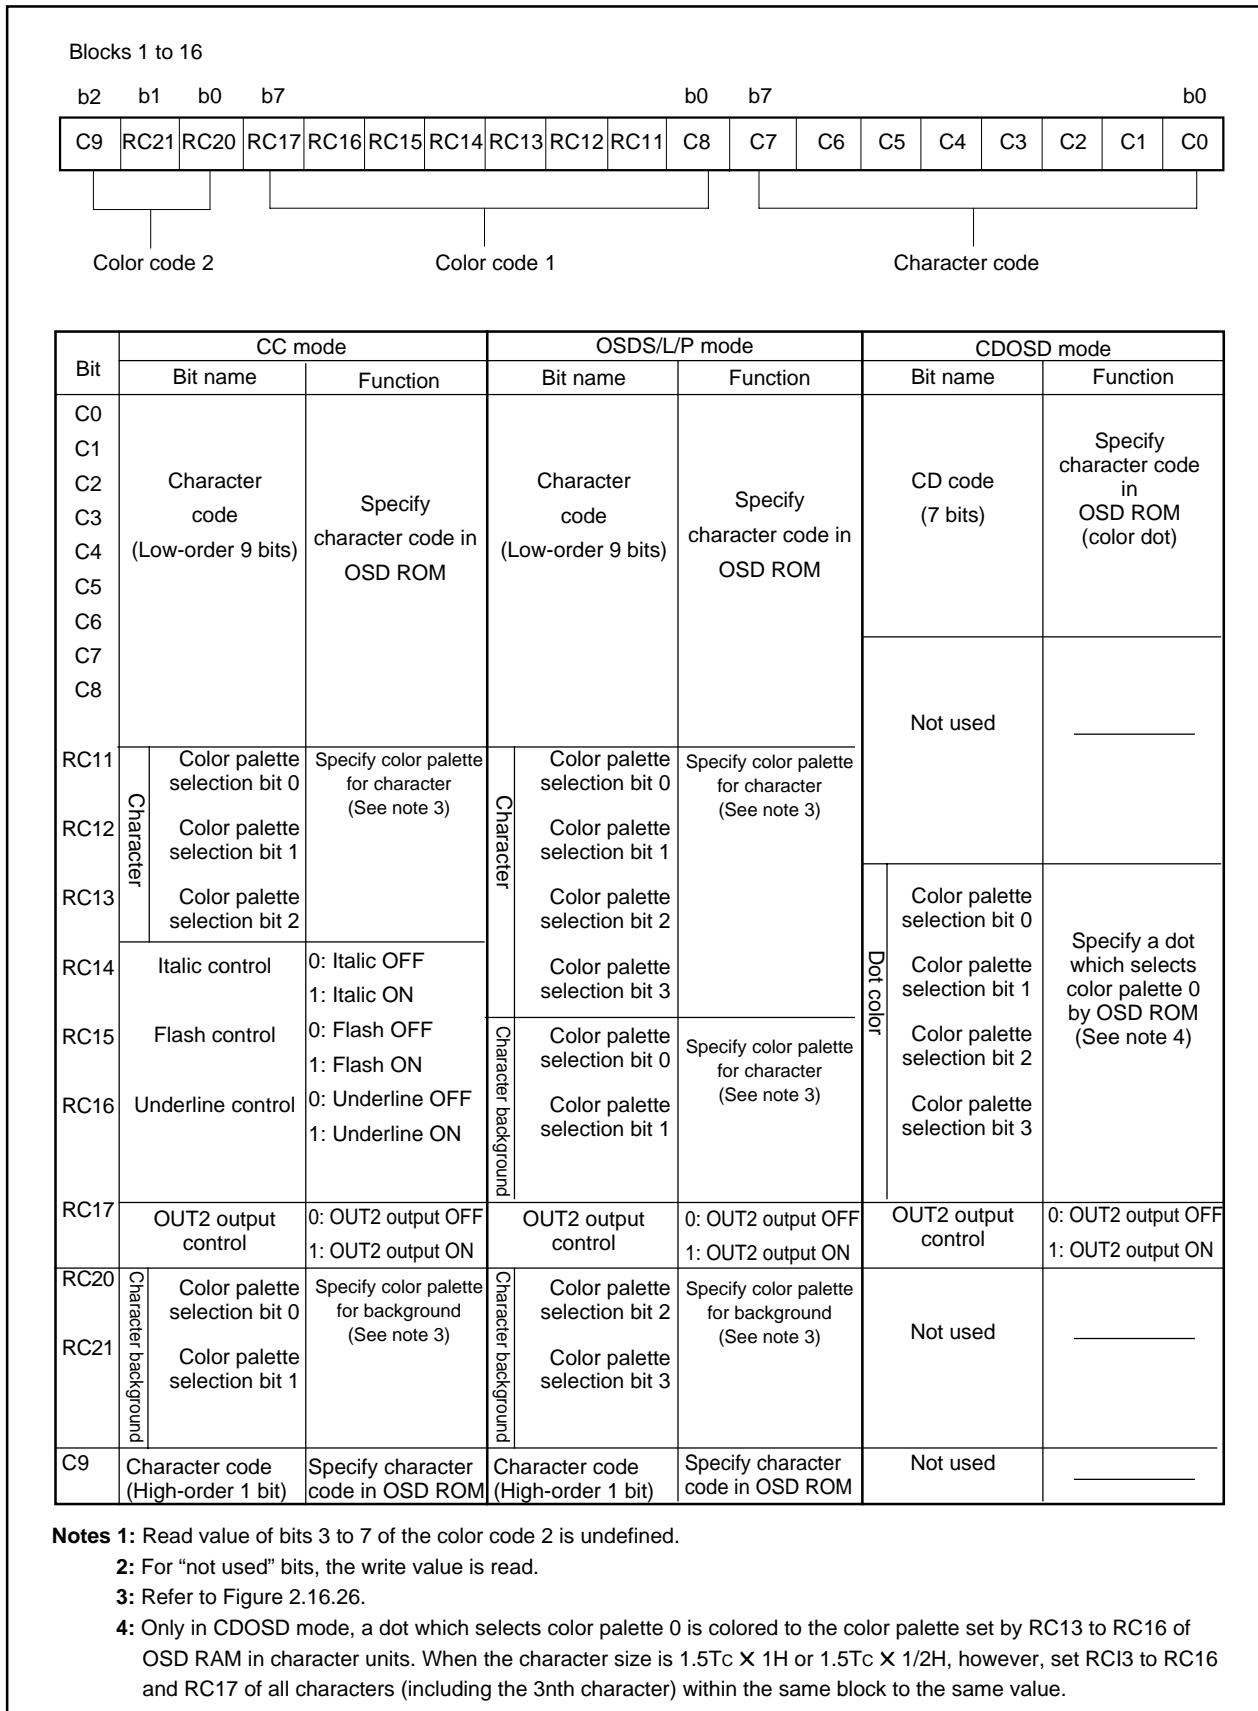 Blocks 1 to 16
b2 b1 b0 b7 b0 b7 b0
C9 RC21 RC20 RC17 RC16 RC15 RC14 RC13 RC12 RC11 C8 C7 C6 C5 C4 C3 C2 C1 C0
Color code 2 Color code 1 Character code
Bit CC mode OSDS/L/P mode CDOSD mode
Bit name Function Bit name Function Bit name Function
C0
C1
C2
C3
C4
C5
C6
C7
C8
Character
code
(Low-order 9 bits)
Specify
character code in
OSD ROM
Character
code
(Low-order 9 bits)
Specify
character code in
OSD ROM
CD code
(7 bits)
Specify
character code
in
OSD ROM
(color dot)
Not used
RC11
RC12
RC13
Character
Color palette
selection bit 0
Color palette
selection bit 1
Color palette
selection bit 2
Specify color palette
for character
(See note 3)
Character
Color palette
selection bit 0
Color palette
selection bit 1
Color palette
selection bit 2
Color palette
selection bit 3
Specify color palette
for character
(See note 3)
Dot color
Color palette
selection bit 0
Color palette
selection bit 1
Color palette
selection bit 2
Color palette
selection bit 3
Specify a dot
which selects
color palette 0
by OSD ROM
(See note 4)
RC14
Italic control
0: Italic OFF
1: Italic ON
RC15
Flash control
0: Flash OFF
1: Flash ON
RC16
Underline control
0: Underline OFF
1: Underline ON
Character background
Color palette
selection bit 0
Color palette
selection bit 1
Specify color palette
for character
(See note 3)
RC17
OUT2 output
control
0: OUT2 output OFF
1: OUT2 output ON
OUT2 output
control
0: OUT2 output OFF
1: OUT2 output ON
OUT2 output
control
0: OUT2 output OFF
1: OUT2 output ON
RC20
RC21
Character background
Color palette
selection bit 0
Color palette
selection bit 1
Specify color palette
for background
(See note 3)
Character background
Color palette
selection bit 2
Color palette
selection bit 3
Specify color palette
for background
(See note 3)
Not used
C9
Character code
(High-order 1 bit)
Specify character
code in OSD ROM
Character code
(High-order 1 bit)
Specify character
code in OSD ROM
Not used
Notes 1: Read value of bits 3 to 7 of the color code 2 is undefined.
2: For “not used” bits, the write value is read.
3: Refer to Figure 2.16.26.
4: Only in CDOSD mode, a dot which selects color palette 0 is colored to the color palette set by RC13 to RC16 of
OSD RAM in character units. When the character size is 1.5TC ✕ 1H or 1.5TC ✕ 1/2H, however, set RCI3 to RC16
and RC17 of all characters (including the 3nth character) within the same block to the same value.